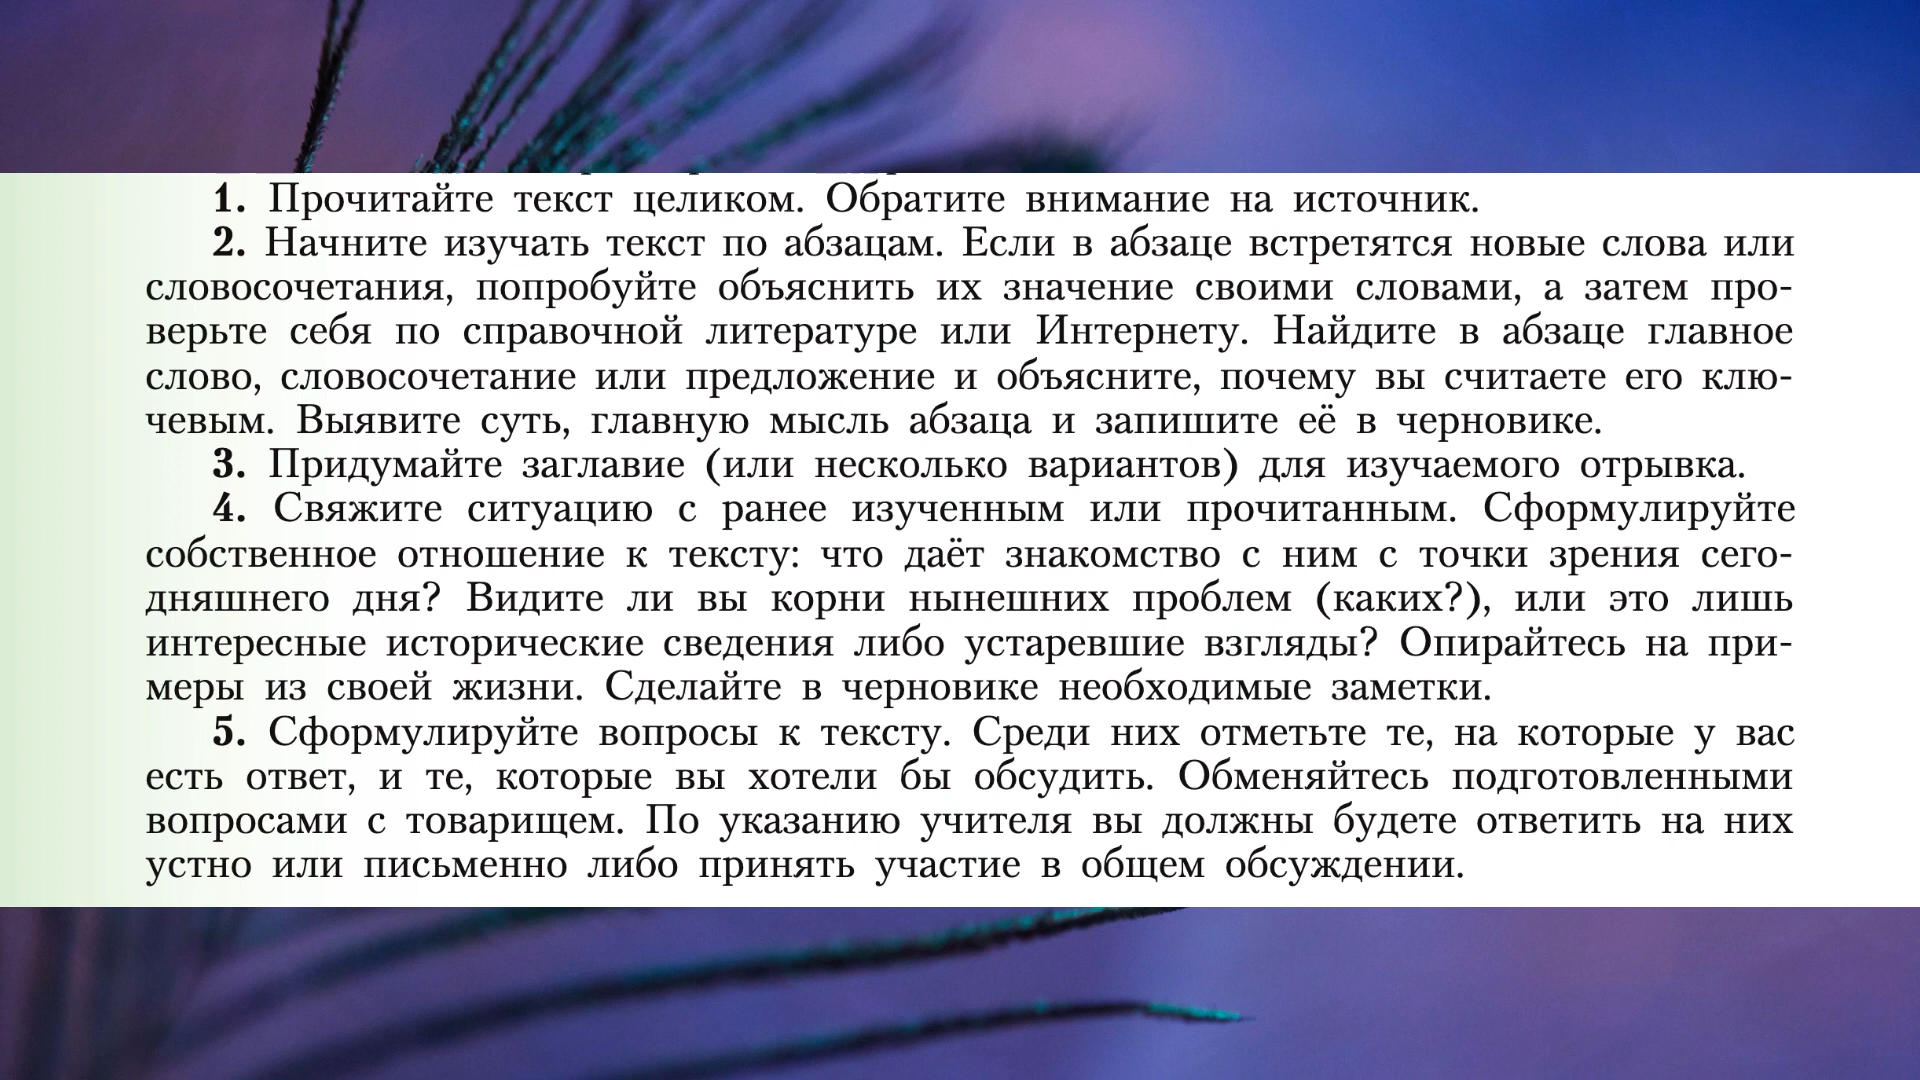 1. Прочитайте текст целиком. Обратите внимание на источник.
2. Начните изучать текст по абзацам. Если в абзаце встретятся новые слова или
словосочетания, попробуйте объяснить их значение своими словами, а затем про-
верьте себя по справочной литературе или Интернету. Найдите в абзаце главное
слово, словосочетание или предложение и объясните, почему вы считаете его клю-
чевым. Выявите суть, главную мысль абзаца и запишите её в черновике.
3. Придумайте заглавие (или несколько вариантов) для изучаемого отрывка.
4. Свяжите ситуацию с ранее изученным или прочитанным. Сформулируйте
собственное отношение к тексту: что даёт знакомство с ним с точки зрения сего-
дняшнего дня? Видите ли вы корни нынешних проблем (каких?), или это лишь
интересные исторические сведения либо устаревшие взгляды? Опирайтесь на при-
меры из своей жизни. Сделайте в черновике необходимые заметки.
5. Сформулируйте вопросы к тексту. Среди них отметьте те, на которые у вас
есть ответ, и те, которые вы хотели бы обсудить. Обменяйтесь подготовленными
вопросами с товарищем. По указанию учителя вы должны будете ответить на них
устно или письменно либо принять участие в общем обсуждении.